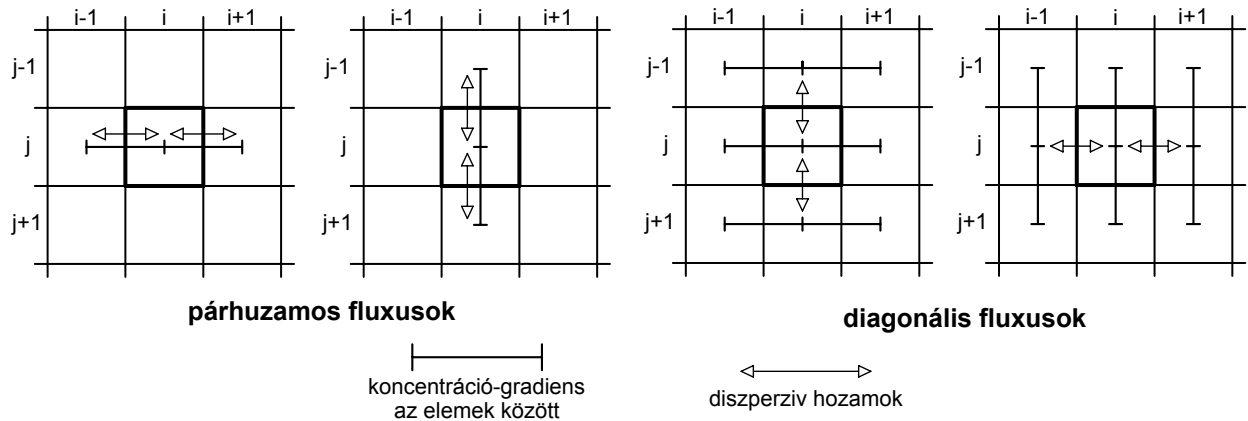 i-1 i i+1
i-1 i i+1
i-1 i i+1
i-1 i i+1
j-1
j-1
j-1
j-1
j
j
j
j
j+1
j+1
j+1
j+1
párhuzamos fluxusok
diagonális fluxusok
koncentráció-gradiens
az elemek között
diszperziv hozamok